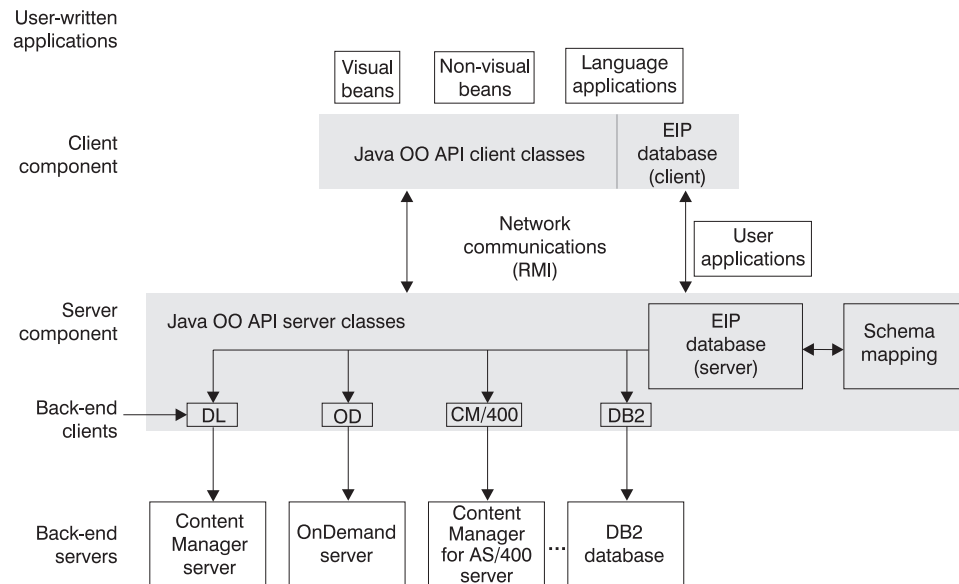 User-written
applications
Visual
beans
Non-visual
beans
Language
applications
Client
component
Java OO API client classes
EIP
database
(client)
Network
communications
(RMI)
User
applications
Server
component
Java OO API server classes
EIP
database
(server)
Schema
mapping
Back-end
clients
DL
OD
CM/400
DB2
Back-end
servers
Content
Manager
server
OnDemand
server
Content
Manager
for AS/400
server
...
DB2
database